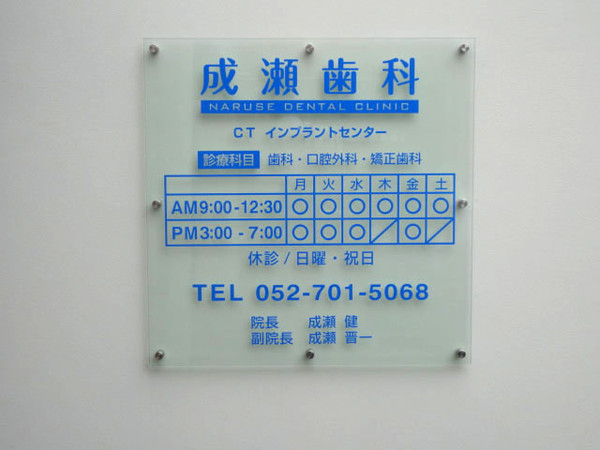 成瀬歯科
NARUSE DENTAL CLINIC
CT インプラントセンター
診療科目 歯科・口腔外科・矯正歯科
月 火 水 木 金 土
AM9:00-12:30 ○ ○ ○ ○ ○ ○
PM3:00-7:00 ○ ○ ○ / ○ /
休診/日曜・祝日
TEL 052-701-5068
院長 成瀬 健
副院長 成瀬 晋一